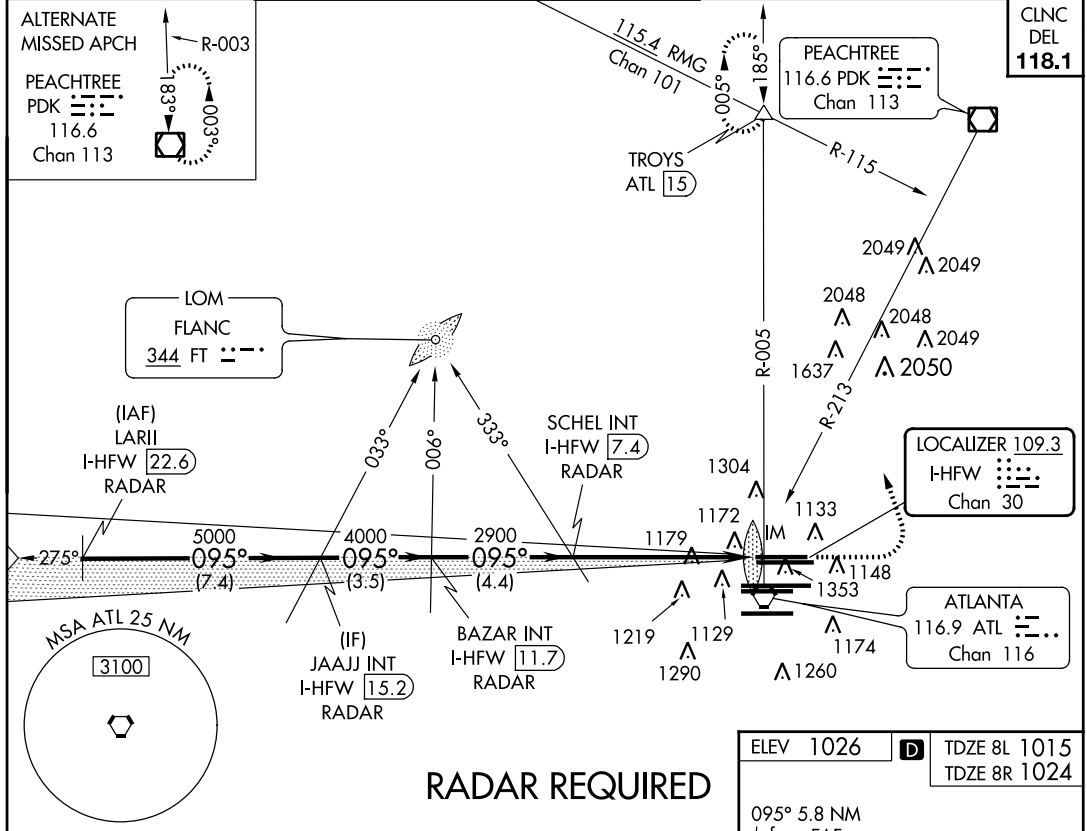 ALTERNATE
MISSED APCH
R-003
PEACHTREE
PDK
116.6
Chan 113
183°
003°
115.4 RMG
Chan 101
005°
185°
PEACHTREE
116.6 PDK
Chan 113
CLNC
DEL
118.1
TROYS
ATL 15
R-115
2049
2049
LOM
FLANC
344 FT
2048
2048
2049
1637
2050
R-005
R-213
(IAF)
LARII
I-HFW 22.6
RADAR
033°
006°
333°
SCHEL INT
I-HFW 7.4
RADAR
LOCALIZER 109.3
I-HFW
Chan 30
1304
1172
IM
1133
1179
275°
5000
095°
(7.4)
4000
095°
(3.5)
2900
095°
(4.4)
1148
1353
1219
1129
1174
1290
1260
ATLANTA
116.9 ATL
Chan 116
MSA ATL 25 NM
3100
(IF)
JAAJJ INT
I-HFW 15.2
RADAR
BAZAR INT
I-HFW 11.7
RADAR
RADAR REQUIRED
ELEV 1026
D
TDZE 8L 1015
TDZE 8R 1024
095° 5.8 NM